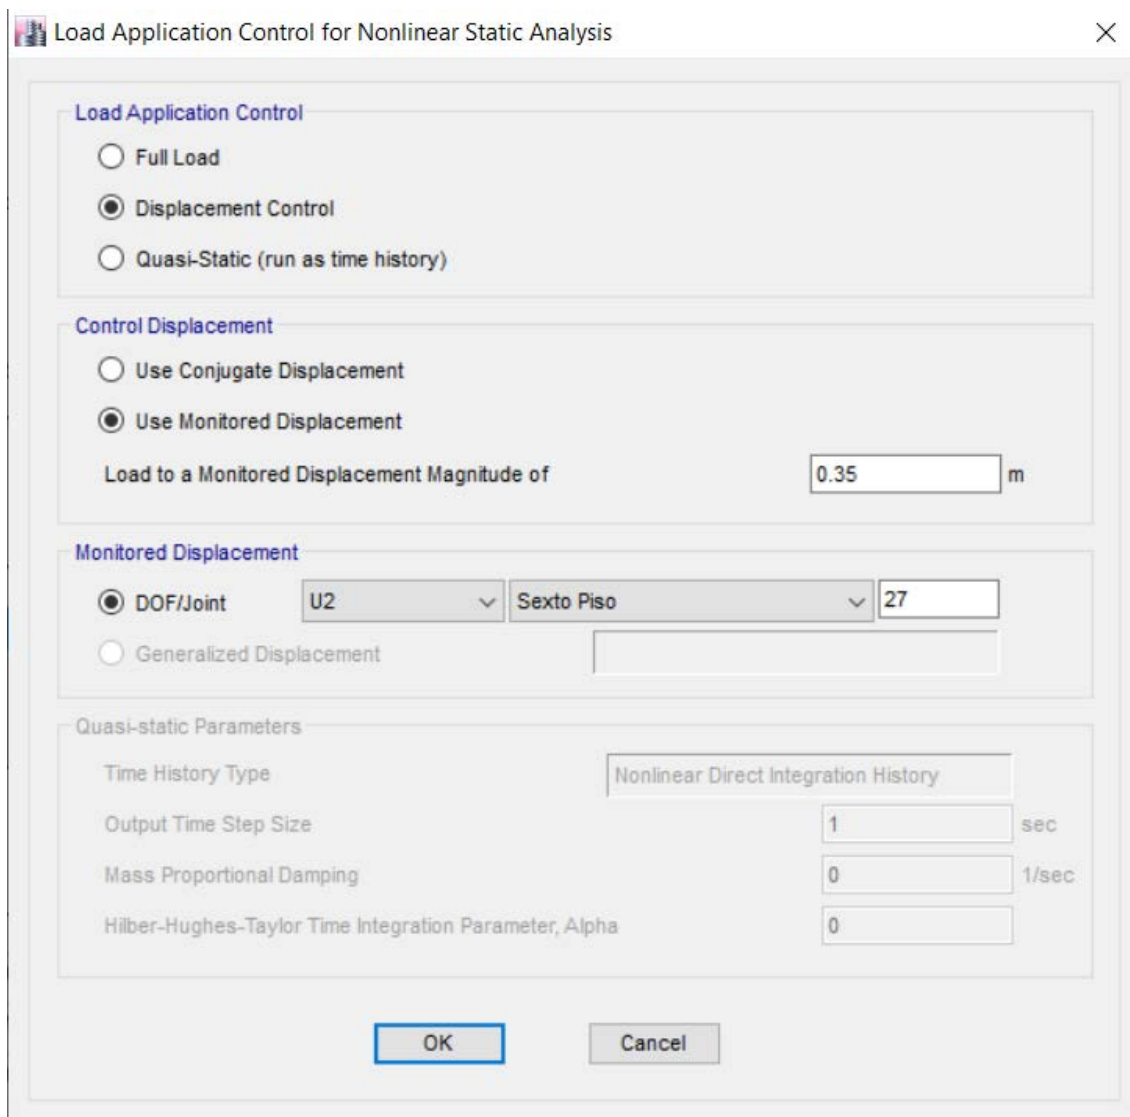 Load Application Control for Nonlinear Static Analysis
Load Application Control
Full Load
Displacement Control
Quasi-Static (run as time history)
Control Displacement
Use Conjugate Displacement
Use Monitored Displacement
Load to a Monitored Displacement Magnitude of 0.35 m
Monitored Displacement
DOF/Joint U2 Sexto Piso 27
Generalized Displacement
Quasi-static Parameters
Time History Type Nonlinear Direct Integration History
Output Time Step Size 1 sec
Mass Proportional Damping 0 1/sec
Hilber-Hughes-Taylor Time Integration Parameter, Alpha 0
OK Cancel